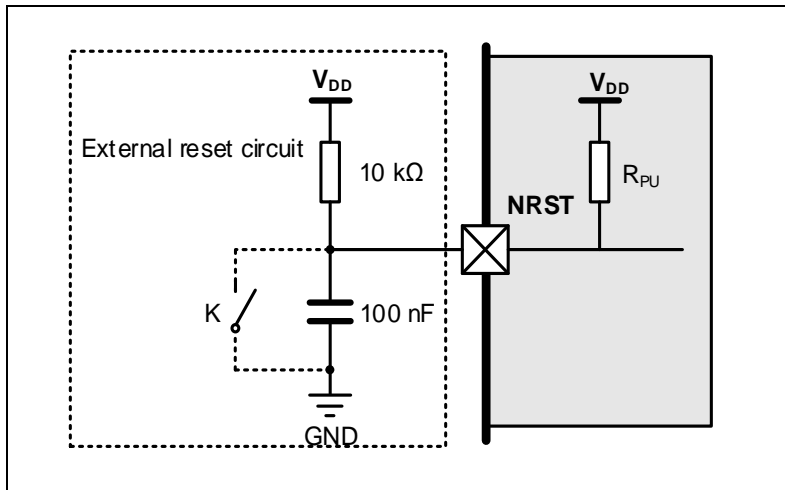 V_DD
V_DD
External reset circuit
10 kΩ
R_PU
NRST
K
100 nF
GND